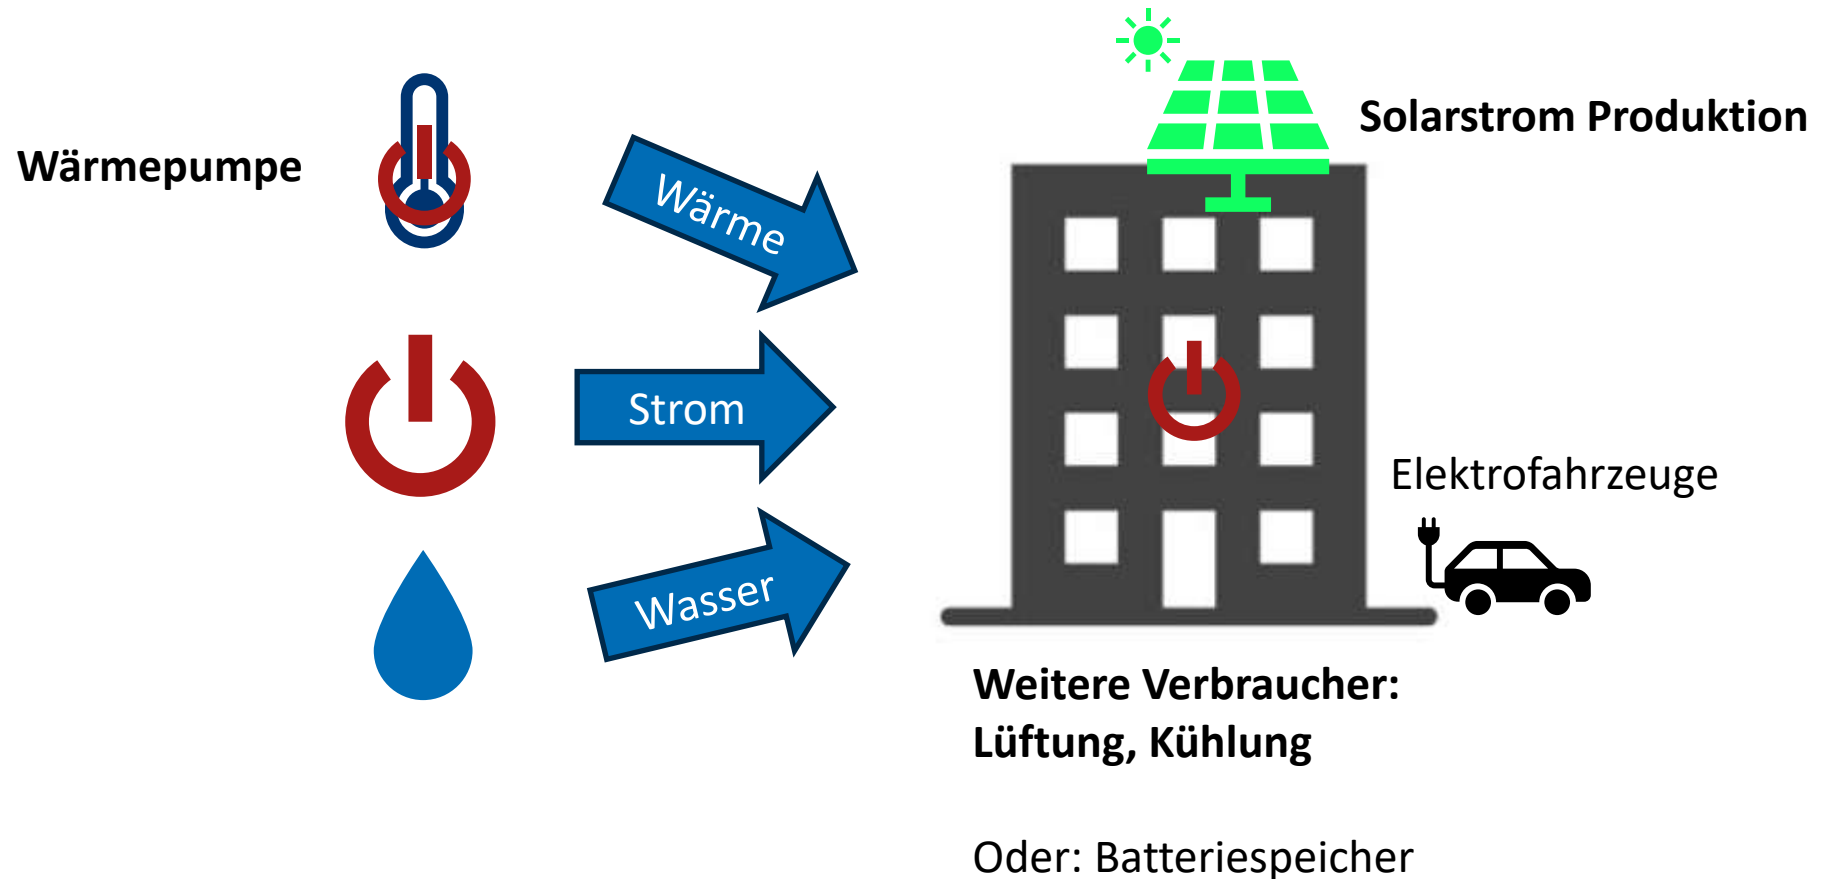 Solarstrom Produktion
Wärmepumpe
Wärme
Strom
Elektrofahrzeuge
Wasser
Weitere Verbraucher:
Lüftung, Kühlung
Oder: Batteriespeicher